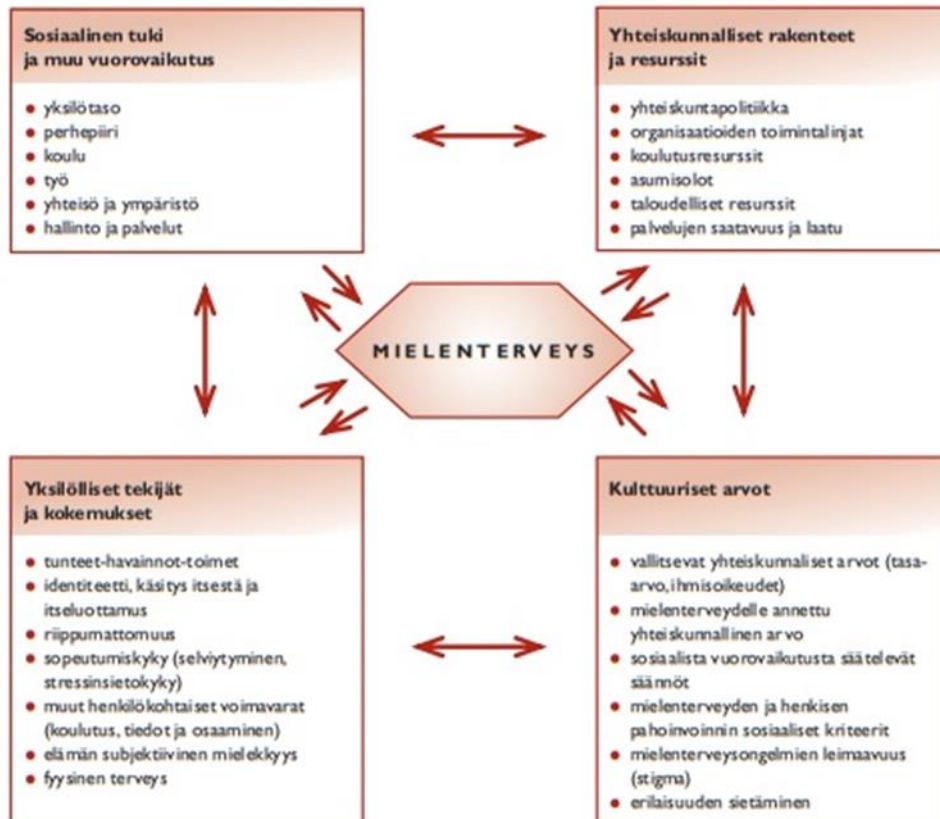 Sosiaalinen tuki
ja muu vuorovaikutus
• yksilötaso
• perhepiiri
• koulu
• työ
• yhteisö ja ympäristö
• hallinto ja palvelut
Yhteiskunnalliset rakenteet
ja resurssit
• yhteiskuntapolitiikka
• organisaatioiden toimintalinjat
• koulutusresurssit
• asumisolot
• taloudelliset resurssit
• palvelujen saatavuus ja laatu
MIELENTERVEYS
Yksilölliset tekijät
ja kokemukset
• tunteet-havainnot-toimet
• identiteetti, käsitys itsestä ja
itseluottamus
• riippumattomuus
• sopeutumiskyky (selviytyminen,
stressinsietokyky)
• muut henkilökohtaiset voimavarat
(koulutus, tiedot ja osaaminen)
• elämän subjektiivinen mielekkyys
• fyysinen terveys
Kulttuuriset arvot
• vallitsevat yhteiskunnaliset arvot (tasa-
arvo, ihmisoikeudet)
• mielenterveydelle annettu
yhteiskunnallinen arvo
• sosiaalista vuorovaikutusta säätelevät
säännöt
• mielenterveyden ja henkisen
pahoinvoinnin sosiaaliset kriteerit
• mielenterveysongelmien leimaavuus
(stigma)
• erilaisuuden sietäminen